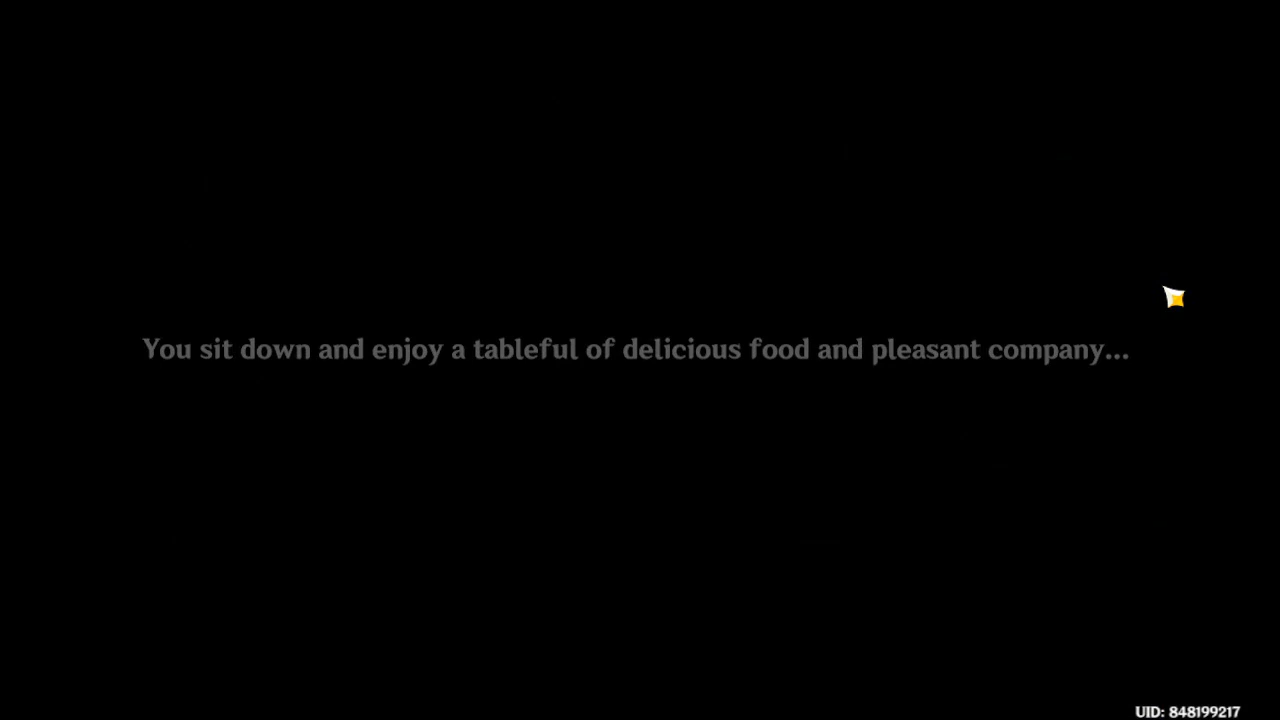 You sit down and enjoy a tableful of delicious food and pleasant company...
UID: 848199217